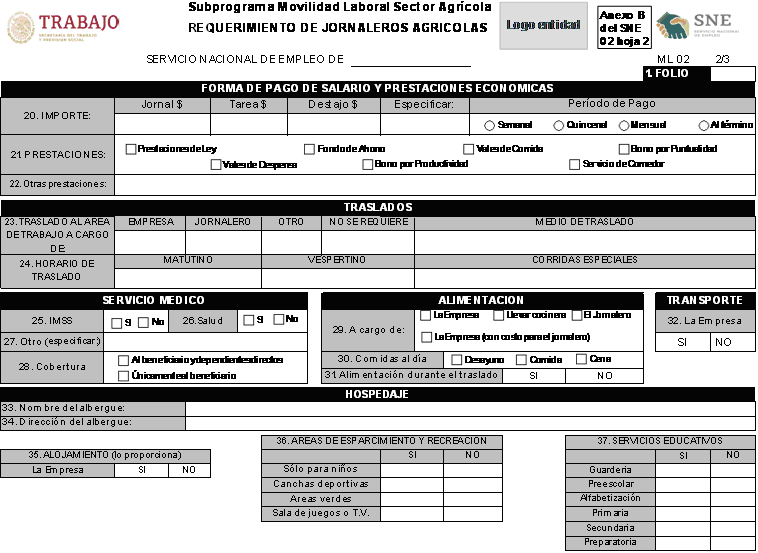 TRABAJO
SECRETARÍA DEL TRABAJO
Y PREVISIÓN SOCIAL
Subperograma Movilidad Laboral Sector Agrícola
REQUERIMIENTO DE JORNALEROS AGRICOLAS
Logo entidad
Anexo B
del SNE
02 hoja 2
SNE
SERVICIO NACIONAL
DE EMPLEO
SERVICIO NACIONAL DE EMPLEO DE
ML 02 2/3
1. FOLIO
FORMA DE PAGO DE SALARIO Y PRESTACIONES ECONOMICAS
20. IMPORTE:
Jornal $ Tarea $ Destajo $ Especificar: Período de Pago
Semanal Quincenal Mensual Al término
21 PRESTACIONES:
Prestaciones de Ley Fondo de Ahorro Vales de Comida Bono por Puntualidad
Vales de Despensa Bono por Productividad Servicio de Comedor
22. Otras prestaciones:
TRASLADOS
23. TRASLADO AL AREA
DE TRABAJO A CARGO
DE:
EMPRESA JORNALERO OTRO NO SE REQUIERE MEDIO DE TRASLADO
24. HORARIO DE
TRASLADO
MATUTINO VESPERTINO CORRIDAS ESPECIALES
SERVICIO MEDICO
25. IMSS SI No 26. Salud SI No
27. Otro (especificar)
28. Cobertura
Al beneficiario y dependientes directos
Únicamente al beneficiario
ALIMENTACION
29. A cargo de:
La Empresa Llevar cocinera El Jornalero
La Empresa (con costo para el jornalero)
30. Comidas al día Desayuno Comida Cena
31 Alimentación durante el traslado SI NO
TRANSPORTE
32. La Empresa
SI NO
HOSPEDAJE
33. Nombre del albergue:
34. Dirección del albergue:
35. ALOJAMIENTO (lo proporciona)
La Empresa SI NO
36. AREAS DE ESPARCIMIENTO Y RECREACIÓN
SI NO
Sólo para niños
Canchas deportivas
Areas verdes
Sala de juegos o T.V.
37. SERVICIOS EDUCATIVOS
SI NO
Guarderia
Preescolar
Alfabetización
Primaria
Secundaria
Preparatoria